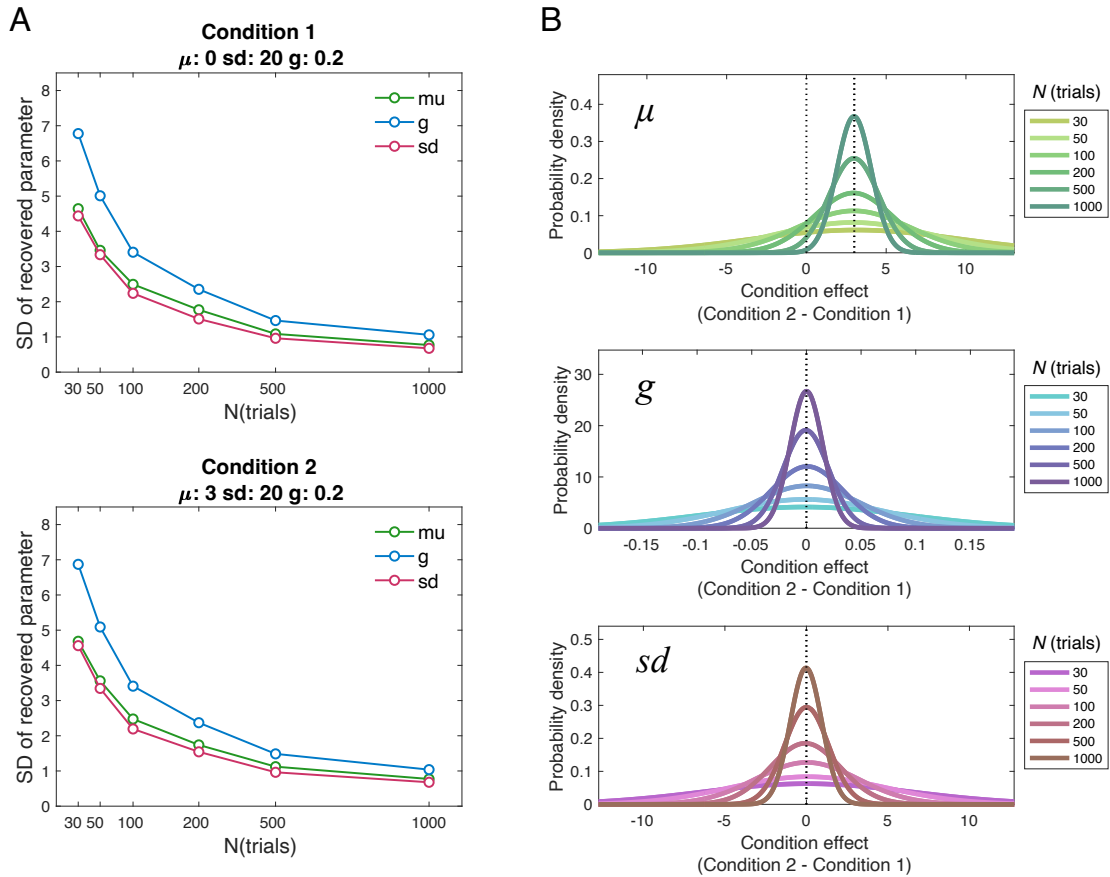 A
Condition 1
μ: 0 sd: 20 g: 0.2
SD of recovered parameter
8
7
6
5
4
3
2
1
0
mu
g
sd
30 50 100 200 500 1000
N(trials)
Condition 2
μ: 3 sd: 20 g: 0.2
SD of recovered parameter
8
7
6
5
4
3
2
1
0
mu
g
sd
30 50 100 200 500 1000
N(trials)
B
μ
Probability density
0.4
0.3
0.2
0.1
0
-10 -5 0 5 10
Condition effect
(Condition 2 - Condition 1)
N (trials)
30
50
100
200
500
1000
g
Probability density
30
20
10
0
-0.15 -0.1 -0.05 0 0.05 0.1 0.15
Condition effect
(Condition 2 - Condition 1)
N (trials)
30
50
100
200
500
1000
sd
Probability density
0.5
0.4
0.3
0.2
0.1
0
-10 -5 0 5 10
Condition effect
(Condition 2 - Condition 1)
N (trials)
30
50
100
200
500
1000